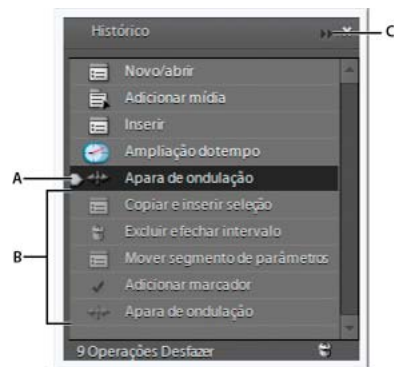 Histórico
C
Novo/abrir
Adicionar mídia
Inserir
Ampliação dotempo
A
Apara de ondulação
Copiar e inserir seleção
Excluir efechar intervalo
B
Mover segmento de parâmetros
Adicionar marcador
Apara de ondulação
9 Operações Desfazer